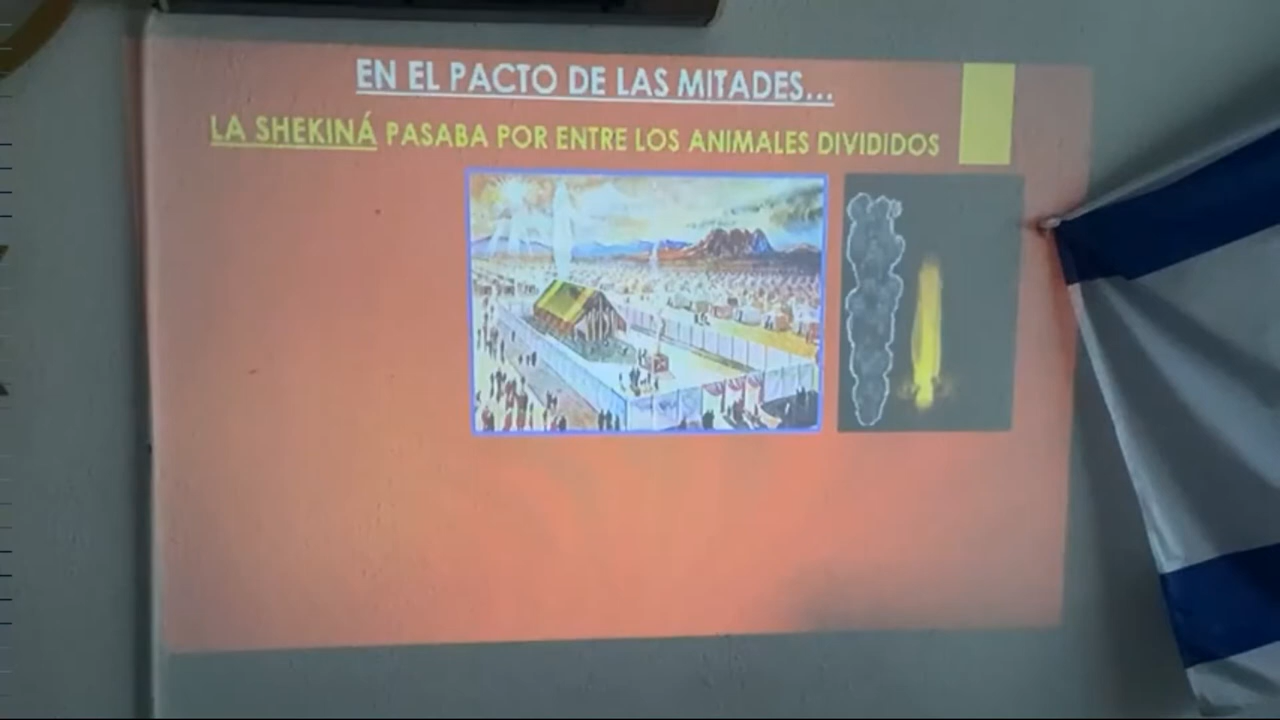 EN EL PACTO DE LAS MITADES...
LA SHEKINÁ PASABA POR ENTRE LOS ANIMALES DIVIDIDOS